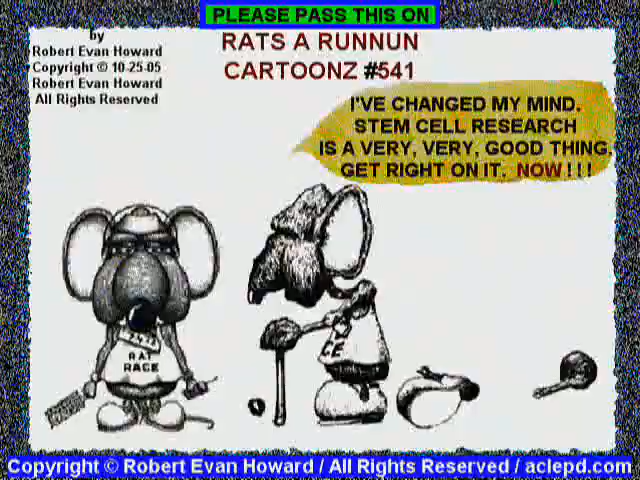 PLEASE PASS THIS ON
by
Robert Evan Howard
Copyright © 10-25-05
Robert Evan Howard
All Rights Reserved
RATS A RUNNUN
CARTOONZ #541
I'VE CHANGED MY MIND.
STEM CELL RESEARCH
IS A VERY, VERY, GOOD THING.
GET RIGHT ON IT, NOW ! ! !
RAT
RACE
CE
Copyright © Robert Evan Howard / All Rights Reserved / aclepd.com